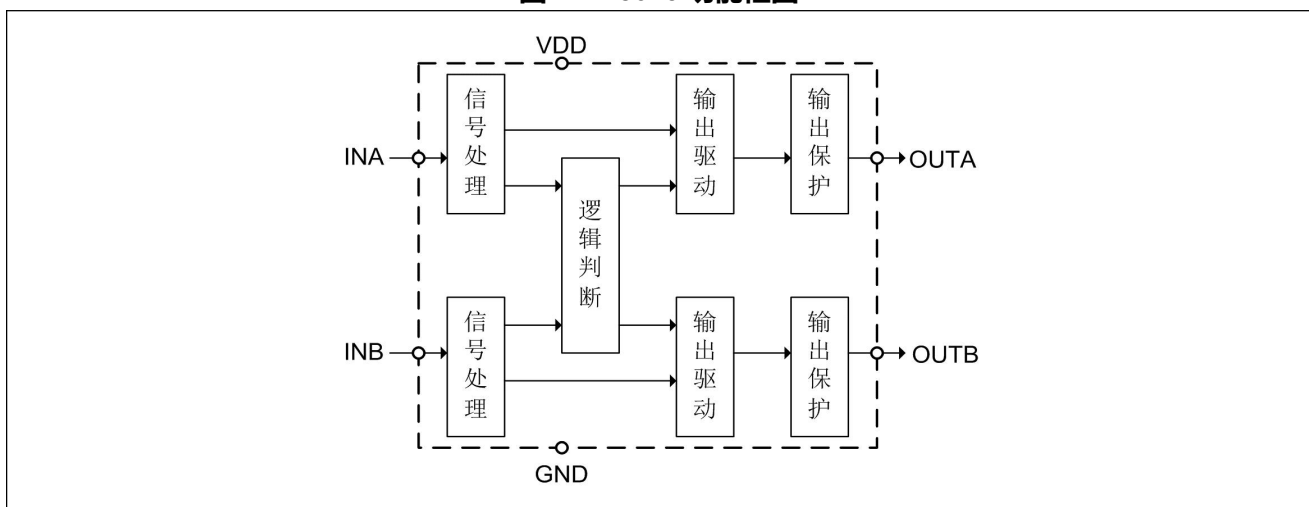 VDD
信号处理
输出驱动
输出保护
INA
OUTA
逻辑判断
信号处理
输出驱动
输出保护
INB
OUTB
GND